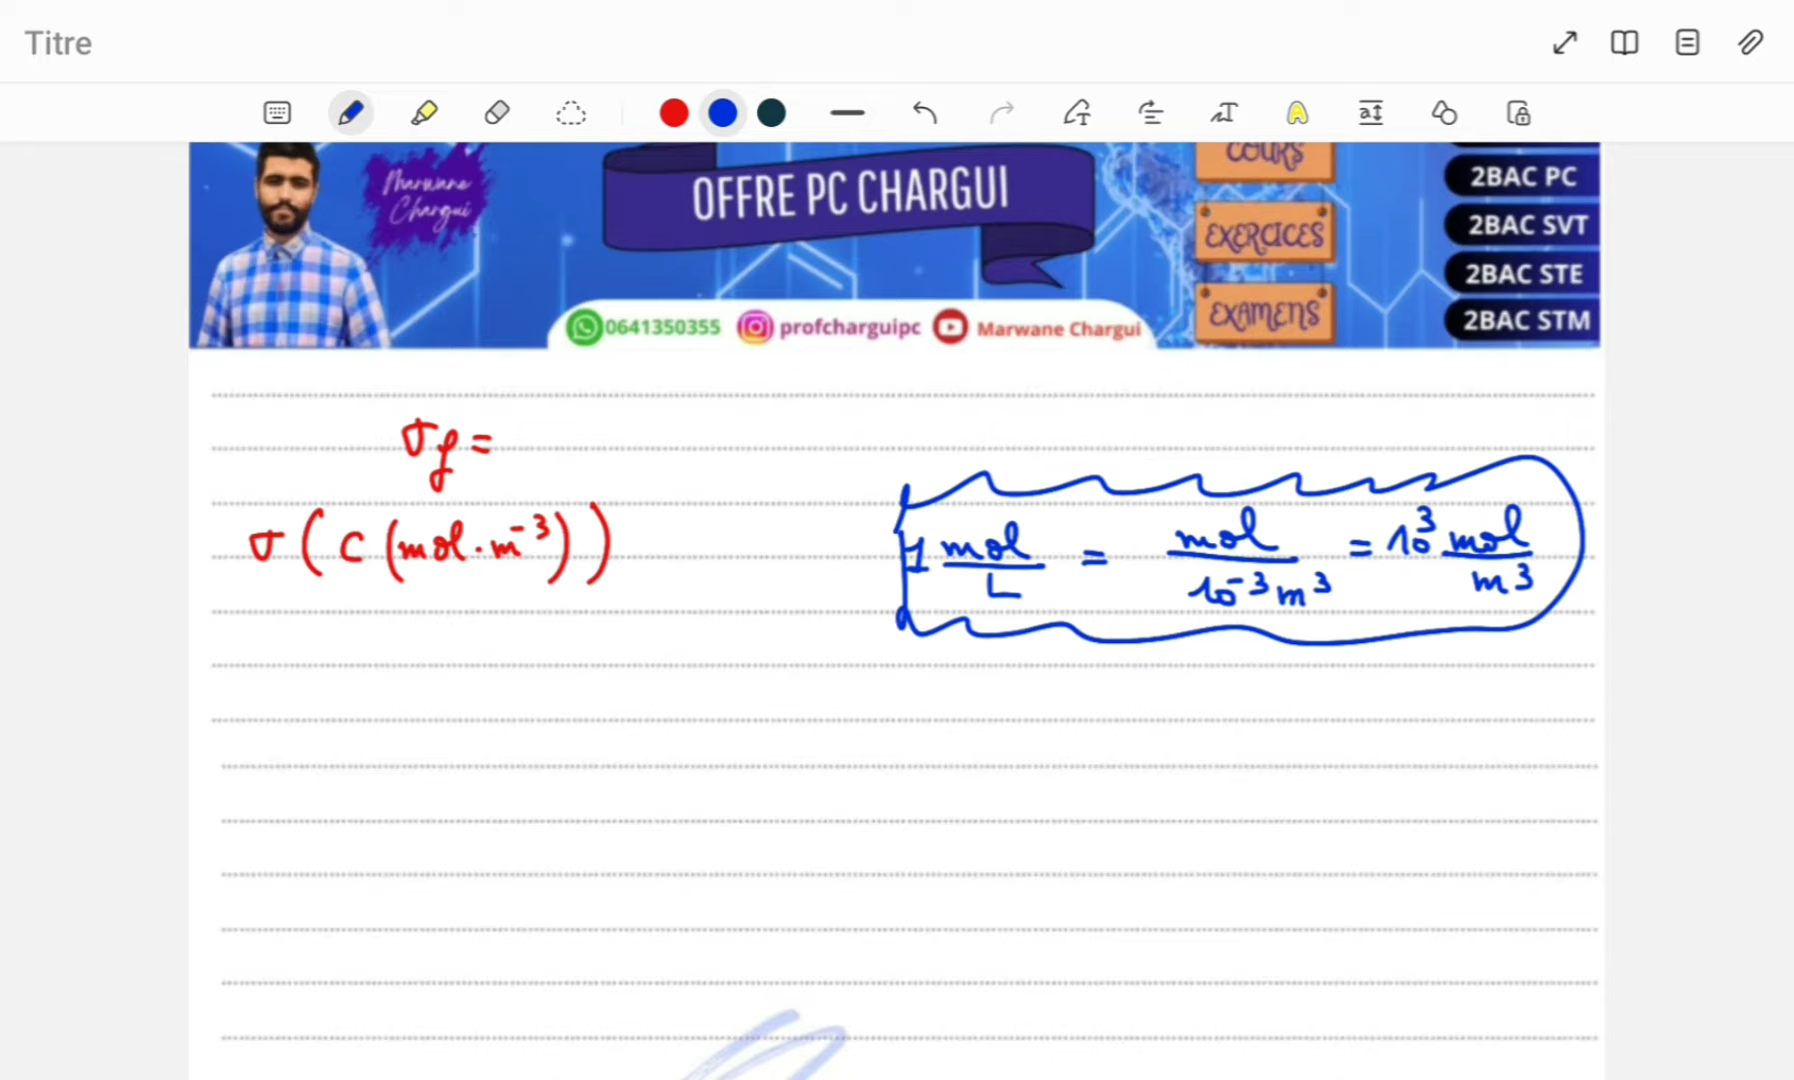 Titre
COURS
2BAC PC
Marwane
Chargui
OFFRE PC CHARGUI
2BAC SVT
EXERCICES
2BAC STE
EXAMENS
2BAC STM
0641350355 profcharguipc Marwane Chargui
σf =
σ ( C (mol · m⁻³) )
1 mol/L = mol/10⁻³m³ = 10³ mol/m³